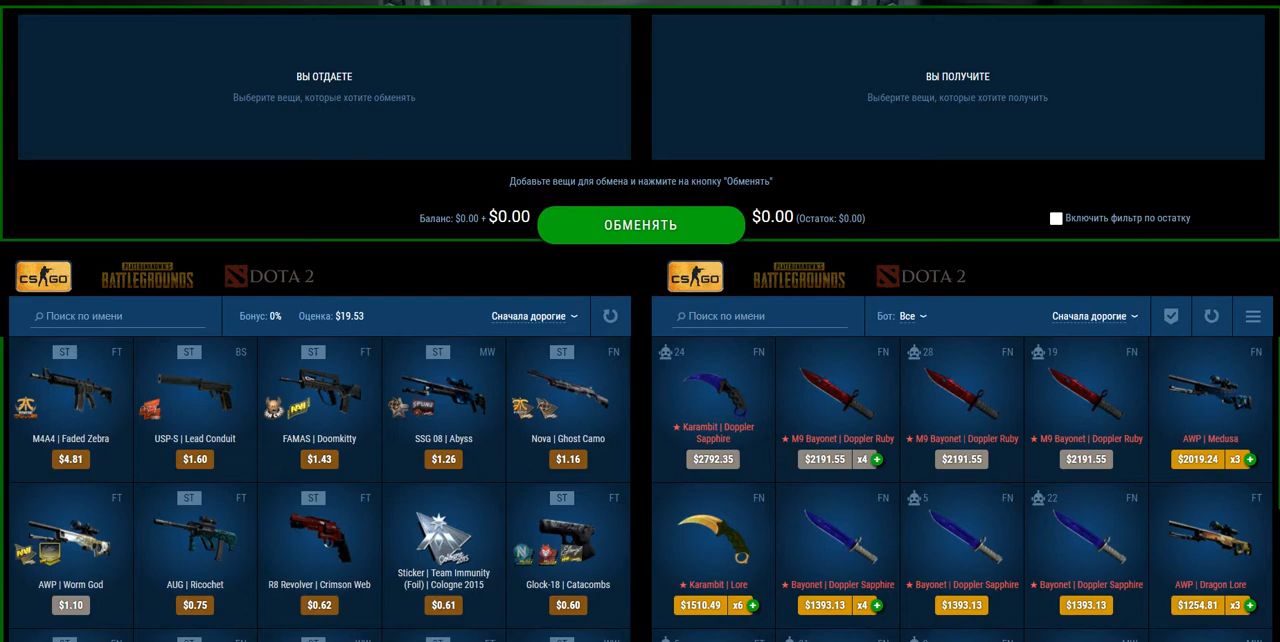 ВЫ ОТДАЕТЕ
Выберите вещи, которые хотите обменять
ВЫ ПОЛУЧИТЕ
Выберите вещи, которые хотите получить
Добавьте вещи для обмена и нажмите на кнопку "Обменять"
Баланс: $0.00 + $0.00
ОБМЕНЯТЬ
$0.00 (Остаток: $0.00)
Включить фильтр по остатку
CS GO
PLAYERUNKNOWN'S
BATTLEGROUNDS
DOTA 2
Поиск по имени
Бонус: 0%
Оценка: $19.53
Сначала дорогие
ST FT
M4A4 | Faded Zebra
$4.81
ST BS
USP-S | Lead Conduit
$1.60
ST FT
FAMAS | Doomkitty
$1.43
ST MW
SSG 08 | Abyss
$1.26
ST FN
Nova | Ghost Camo
$1.16
FT
AWP | Worm God
$1.10
ST FT
AUG | Ricochet
$0.75
ST FT
R8 Revolver | Crimson Web
$0.62
Sticker | Team Immunity
(Foil) | Cologne 2015
$0.61
ST FT
Glock-18 | Catacombs
$0.60
CS GO
PLAYERUNKNOWN'S
BATTLEGROUNDS
DOTA 2
Поиск по имени
Бот: Все
Сначала дорогие
24 FN
★ Karambit | Doppler
Sapphire
$2792.35
FN
★ M9 Bayonet | Doppler Ruby
$2191.55 x4
28 FN
★ M9 Bayonet | Doppler Ruby
$2191.55
19 FN
★ M9 Bayonet | Doppler Ruby
$2191.55
FN
AWP | Medusa
$2019.24 x3
FN
★ Karambit | Lore
$1510.49 x6
FN
★ Bayonet | Doppler Sapphire
$1393.13 x4
5 FN
★ Bayonet | Doppler Sapphire
$1393.13
22 FN
★ Bayonet | Doppler Sapphire
$1393.13
FT
AWP | Dragon Lore
$1254.81 x3